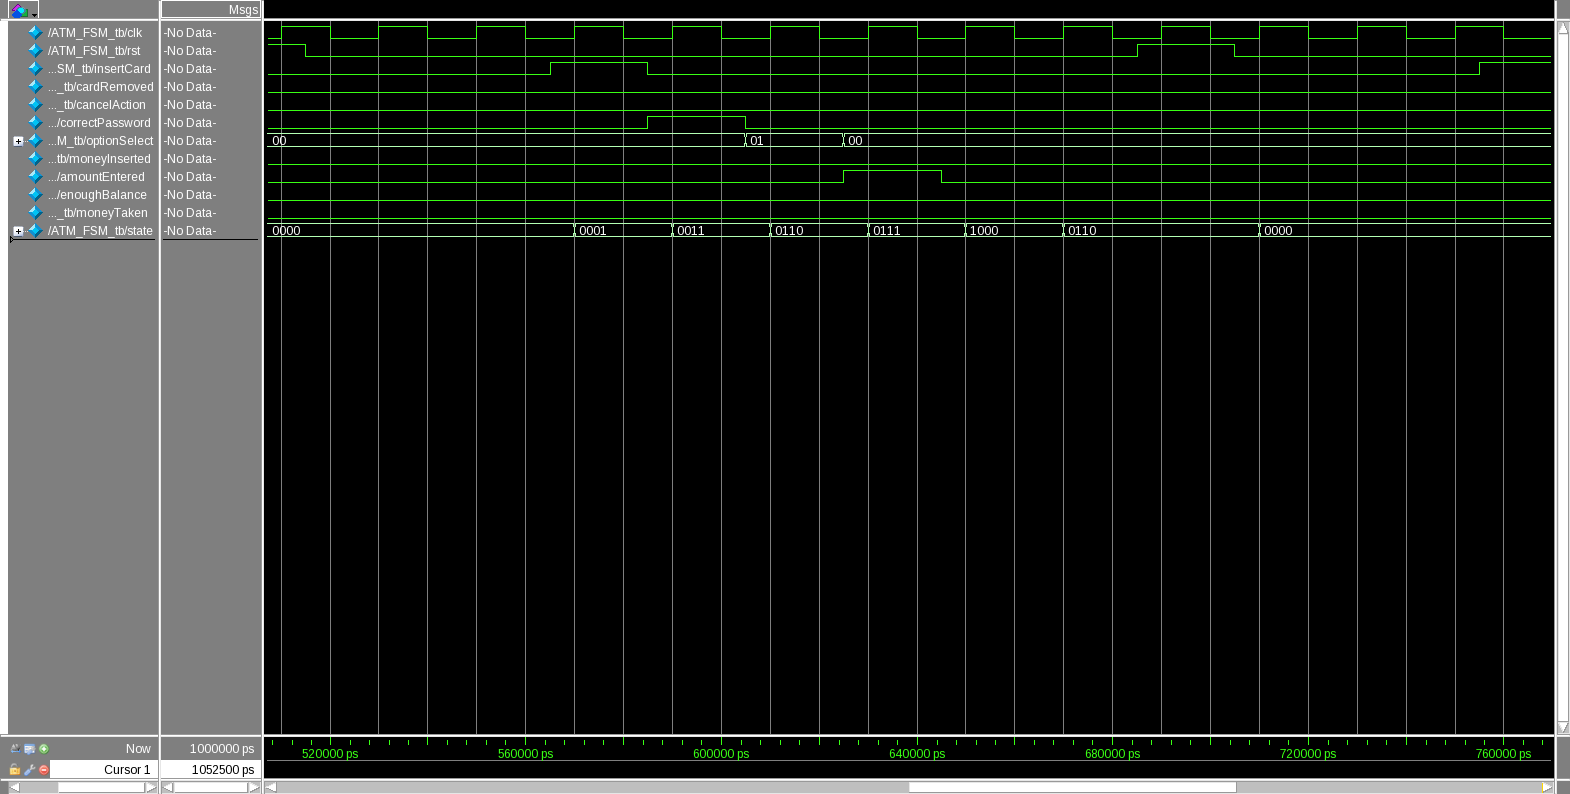 Msgs
/ATM_FSM_tb/clk -No Data-
/ATM_FSM_tb/rst -No Data-
...SM_tb/insertCard -No Data-
..._tb/cardRemoved -No Data-
..._tb/cancelAction -No Data-
.../correctPassword -No Data-
...M_tb/optionSelect -No Data- 00 01 00
...tb/moneyInserted -No Data-
.../amountEntered -No Data-
.../enoughBalance -No Data-
..._tb/moneyTaken -No Data-
/ATM_FSM_tb/state -No Data- 0000 0001 0011 0110 0111 1000 0110 0000
Now 1000000 ps 520000 ps 560000 ps 600000 ps 640000 ps 680000 ps 720000 ps 760000 ps
Cursor 1 1052500 ps